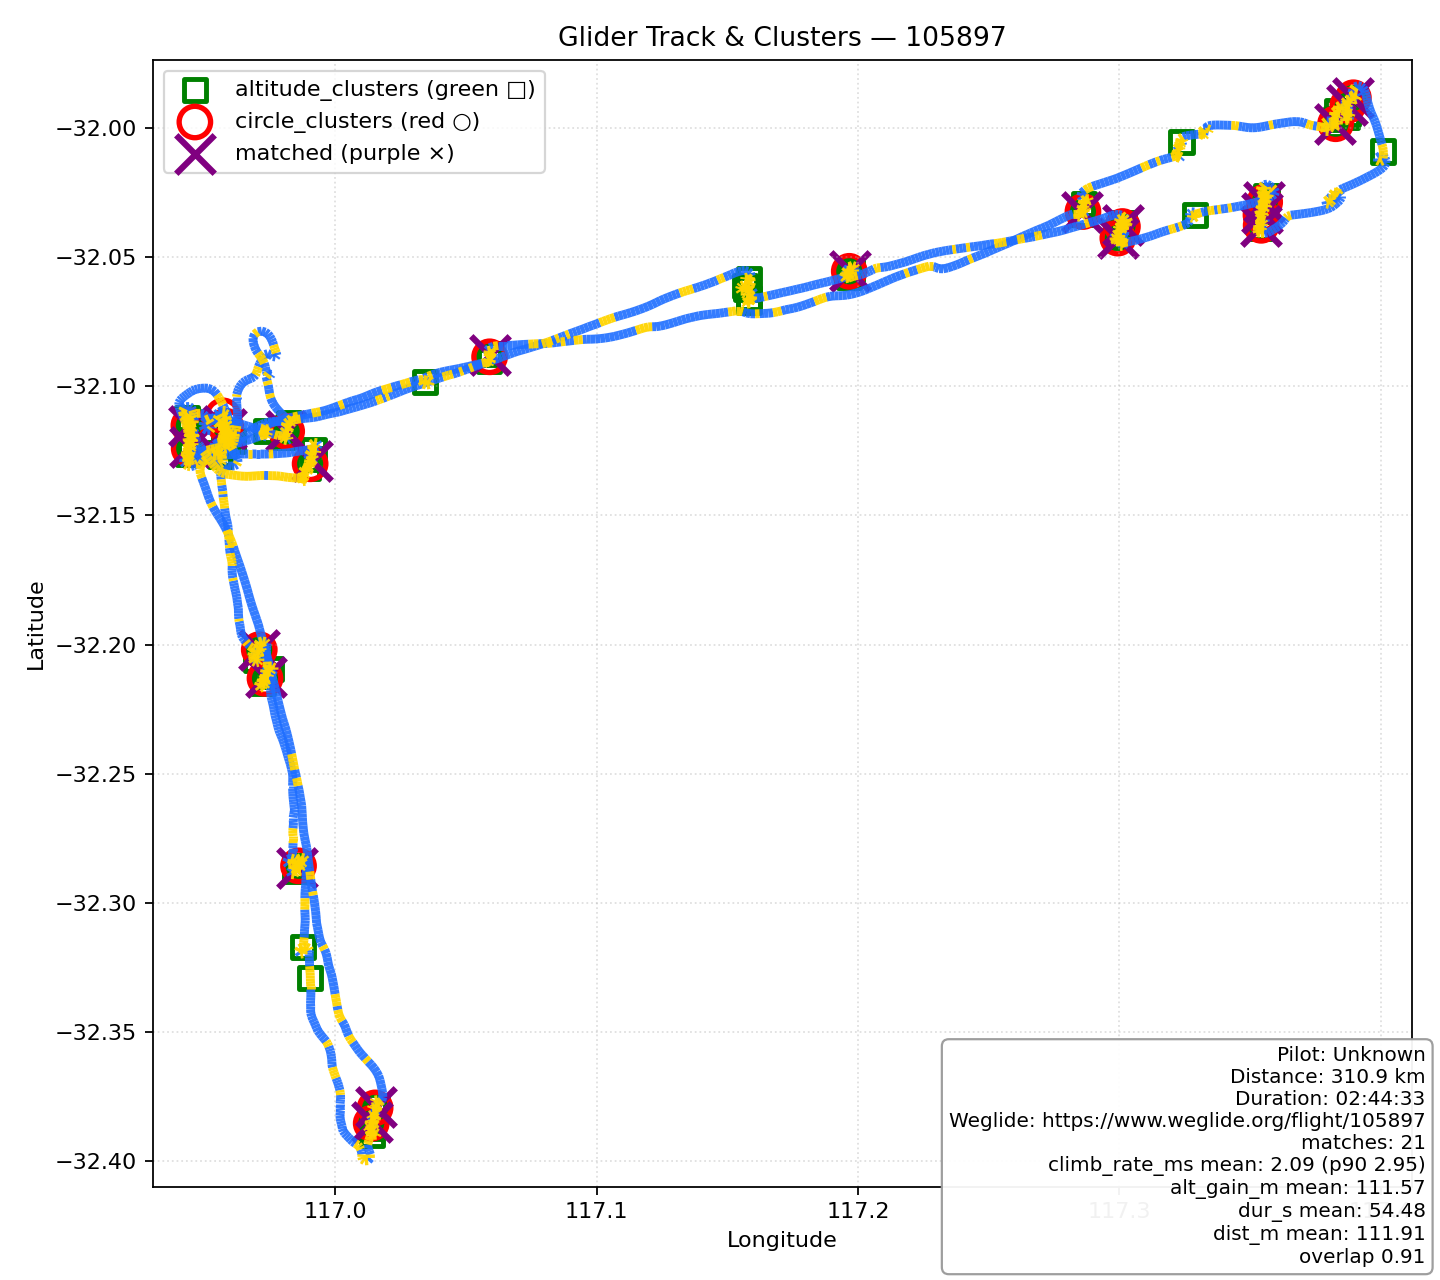 Glider Track & Clusters — 105897
altitude_clusters (green □)
circle_clusters (red ○)
matched (purple ×)
−32.00
−32.05
−32.10
−32.15
−32.20
−32.25
−32.30
−32.35
−32.40
Latitude
117.0
117.1
117.2
117.3
Longitude
Pilot: Unknown
Distance: 310.9 km
Duration: 02:44:33
Weglide: https://www.weglide.org/flight/105897
matches: 21
climb_rate_ms mean: 2.09 (p90 2.95)
alt_gain_m mean: 111.57
dur_s mean: 54.48
dist_m mean: 111.91
overlap 0.91